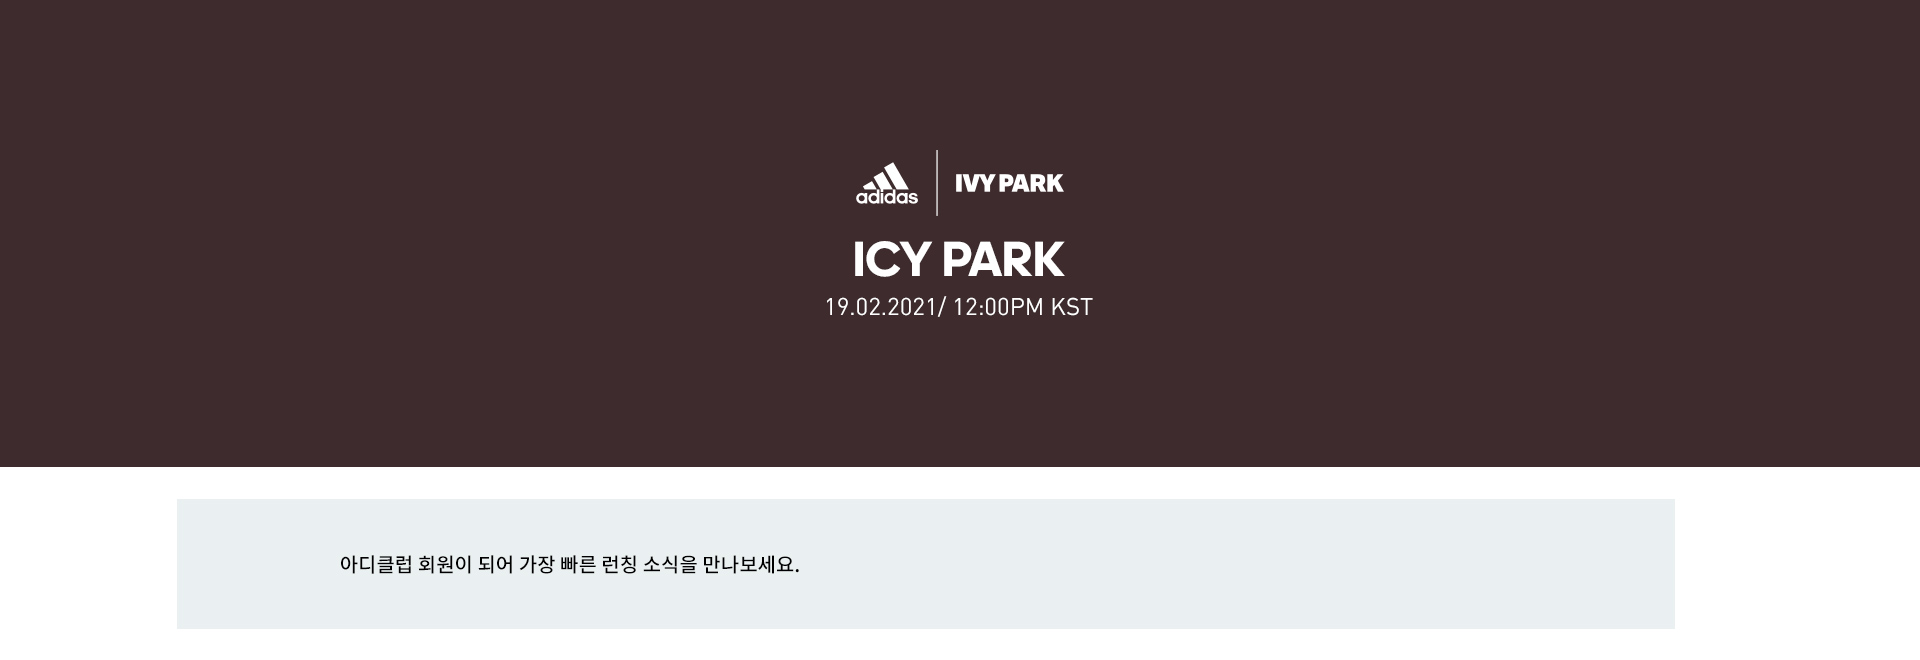 adidas
IVY PARK
ICY PARK
19.02.2021/ 12:00PM KST
아디클럽 회원이 되어 가장 빠른 런칭 소식을 만나보세요.